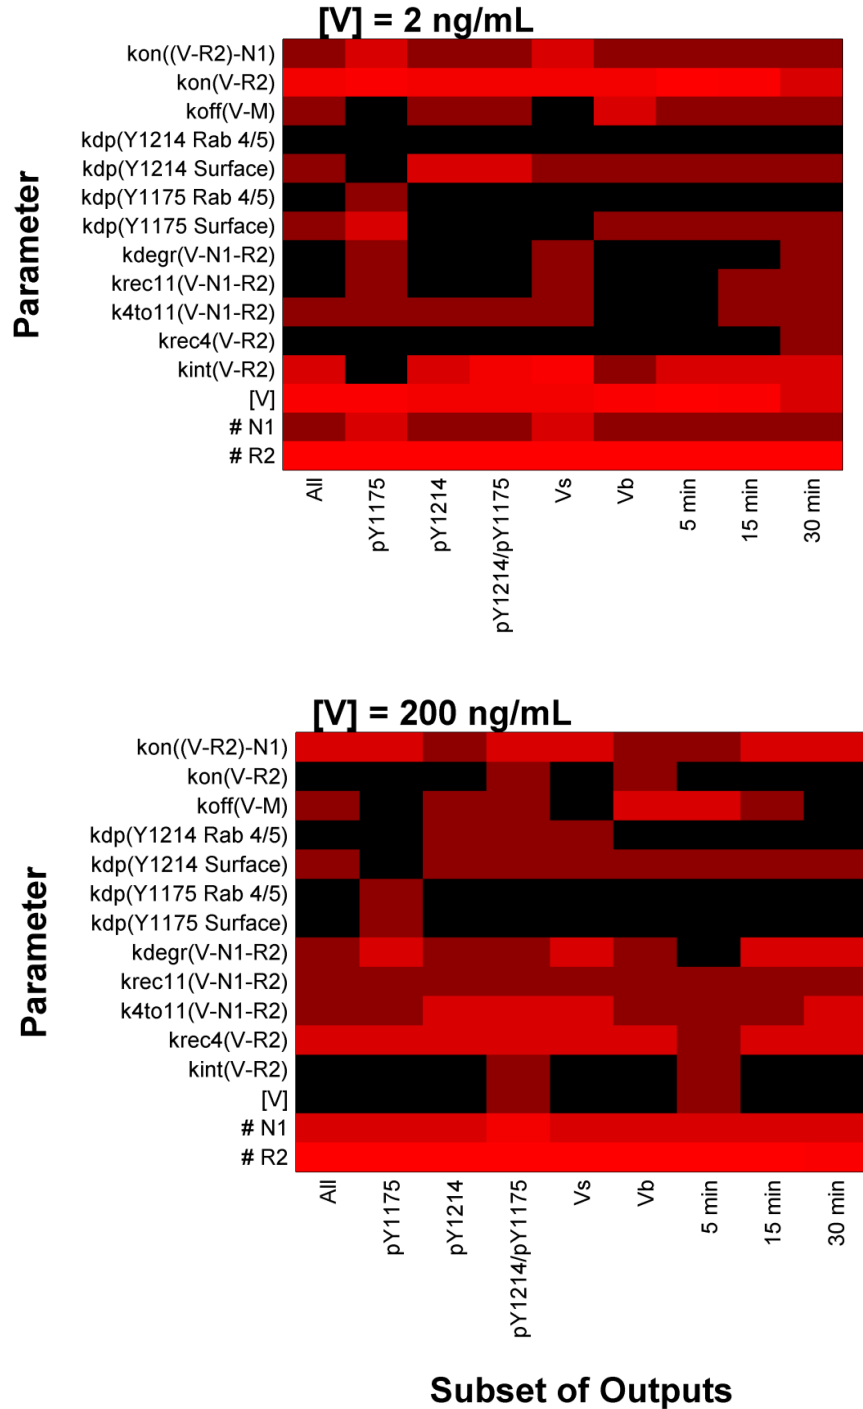 [V] = 2 ng/mL
Parameter
kon((V-R2)-N1)
kon(V-R2)
koff(V-M)
kdp(Y1214 Rab 4/5)
kdp(Y1214 Surface)
kdp(Y1175 Rab 4/5)
kdp(Y1175 Surface)
kdegr(V-N1-R2)
krec11(V-N1-R2)
k4to11(V-N1-R2)
krec4(V-R2)
kint(V-R2)
[V]
# N1
# R2
All
pY1175
pY1214
pY1214/pY1175
Vs
Vb
5 min
15 min
30 min
[V] = 200 ng/mL
Parameter
kon((V-R2)-N1)
kon(V-R2)
koff(V-M)
kdp(Y1214 Rab 4/5)
kdp(Y1214 Surface)
kdp(Y1175 Rab 4/5)
kdp(Y1175 Surface)
kdegr(V-N1-R2)
krec11(V-N1-R2)
k4to11(V-N1-R2)
krec4(V-R2)
kint(V-R2)
[V]
# N1
# R2
All
pY1175
pY1214
pY1214/pY1175
Vs
Vb
5 min
15 min
30 min
Subset of Outputs